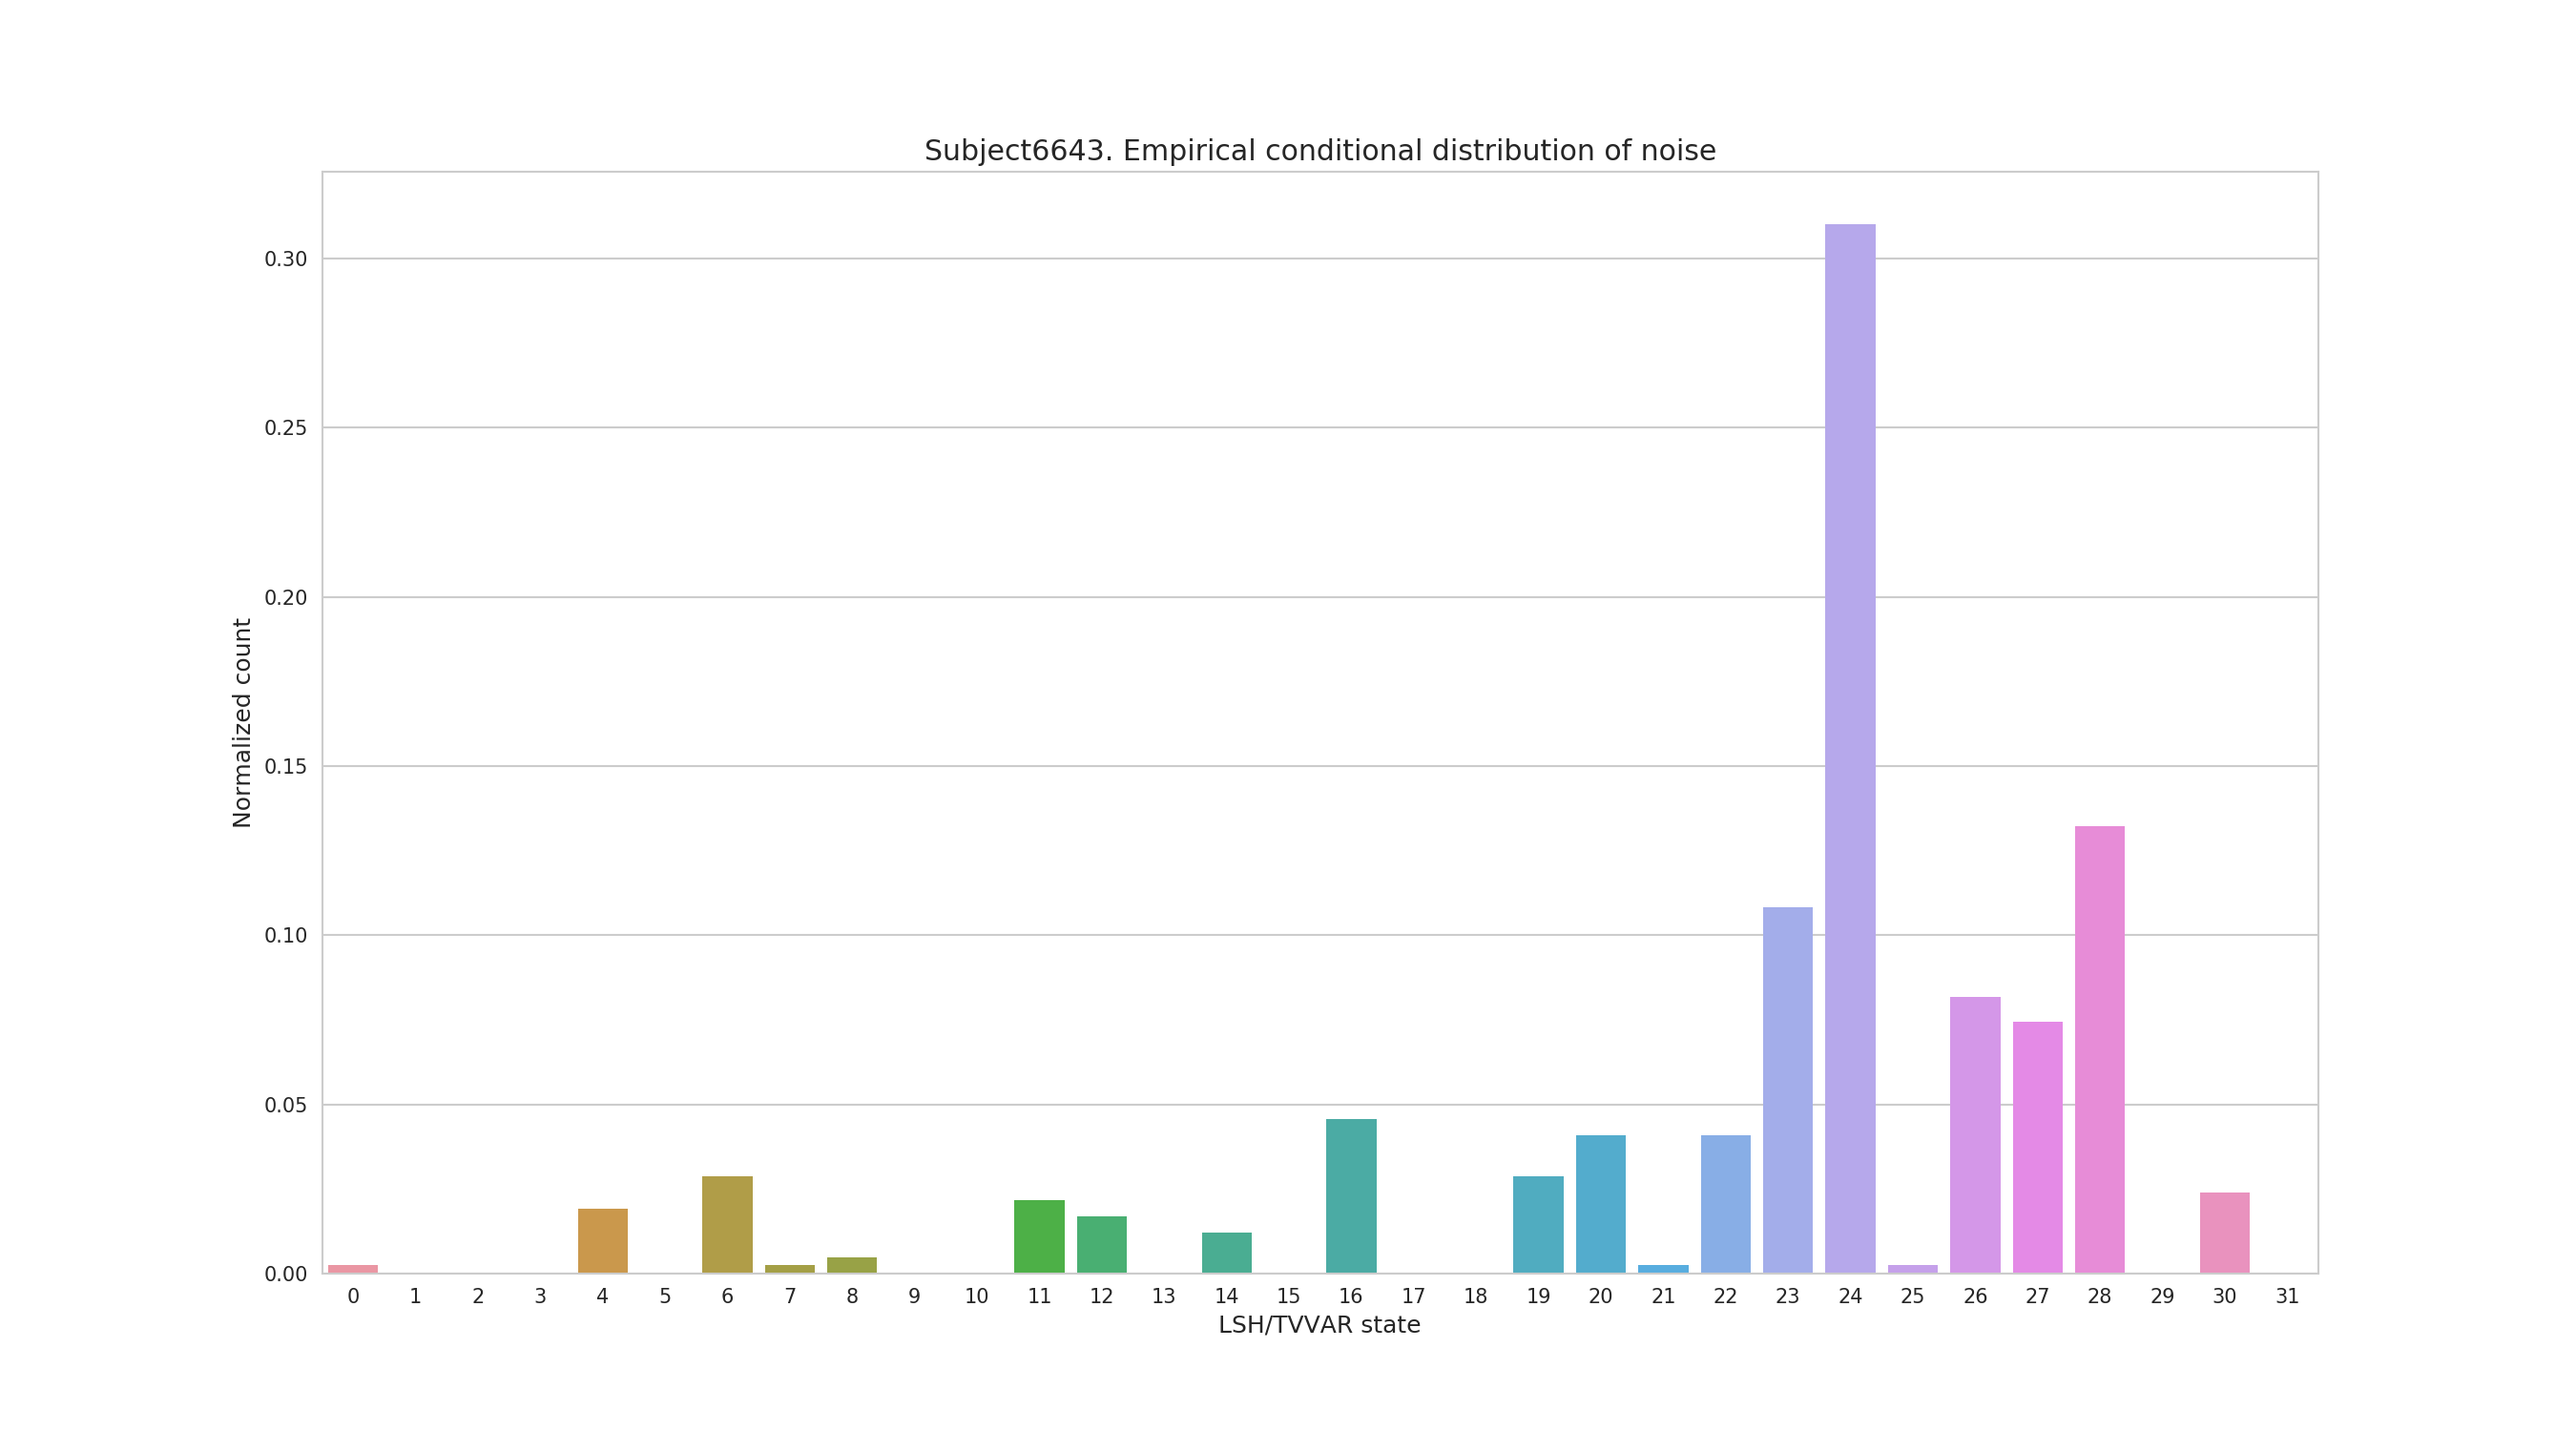 Subject6643. Empirical conditional distribution of noise
0.30
0.25
0.20
0.15
0.10
0.05
0.00
Normalized count
0 1 2 3 4 5 6 7 8 9 10 11 12 13 14 15 16 17 18 19 20 21 22 23 24 25 26 27 28 29 30 31
LSH/TVVAR state